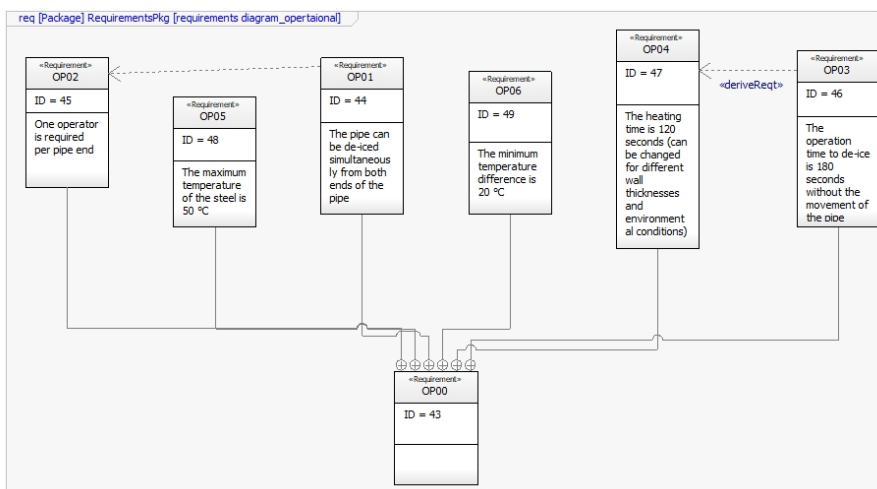 req [Package] RequirementsPkg [requirements diagram_opertaional]
«Requirement»
OP02
ID = 45
One operator
is required
per pipe end
«Requirement»
OP05
ID = 48
The maximum
temperature
of the steel is
50 ºC
«Requirement»
OP01
ID = 44
The pipe can
be de-iced
simultaneous
ly from both
ends of the
pipe
«Requirement»
OP06
ID = 49
The minimum
temperature
difference is
20 ºC
«Requirement»
OP04
ID = 47
The heating
time is 120
seconds (can
be changed
for different
wall
thicknesses
and
environment
al conditions)
«deriveReqt»
«Requirement»
OP03
ID = 46
The
operation
time to de-ice
is 180
seconds
without the
movement of
the pipe
«Requirement»
OP00
ID = 43